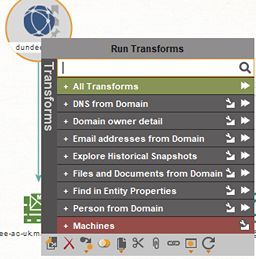 dunde
Run Transforms
Transforms
+ All Transforms
+ DNS from Domain
+ Domain owner detail
+ Email addresses from Domain
+ Explore Historical Snapshots
+ Files and Documents from Domain
+ Find in Entity Properties
+ Person from Domain
+ Machines
ee-ac-uk.m